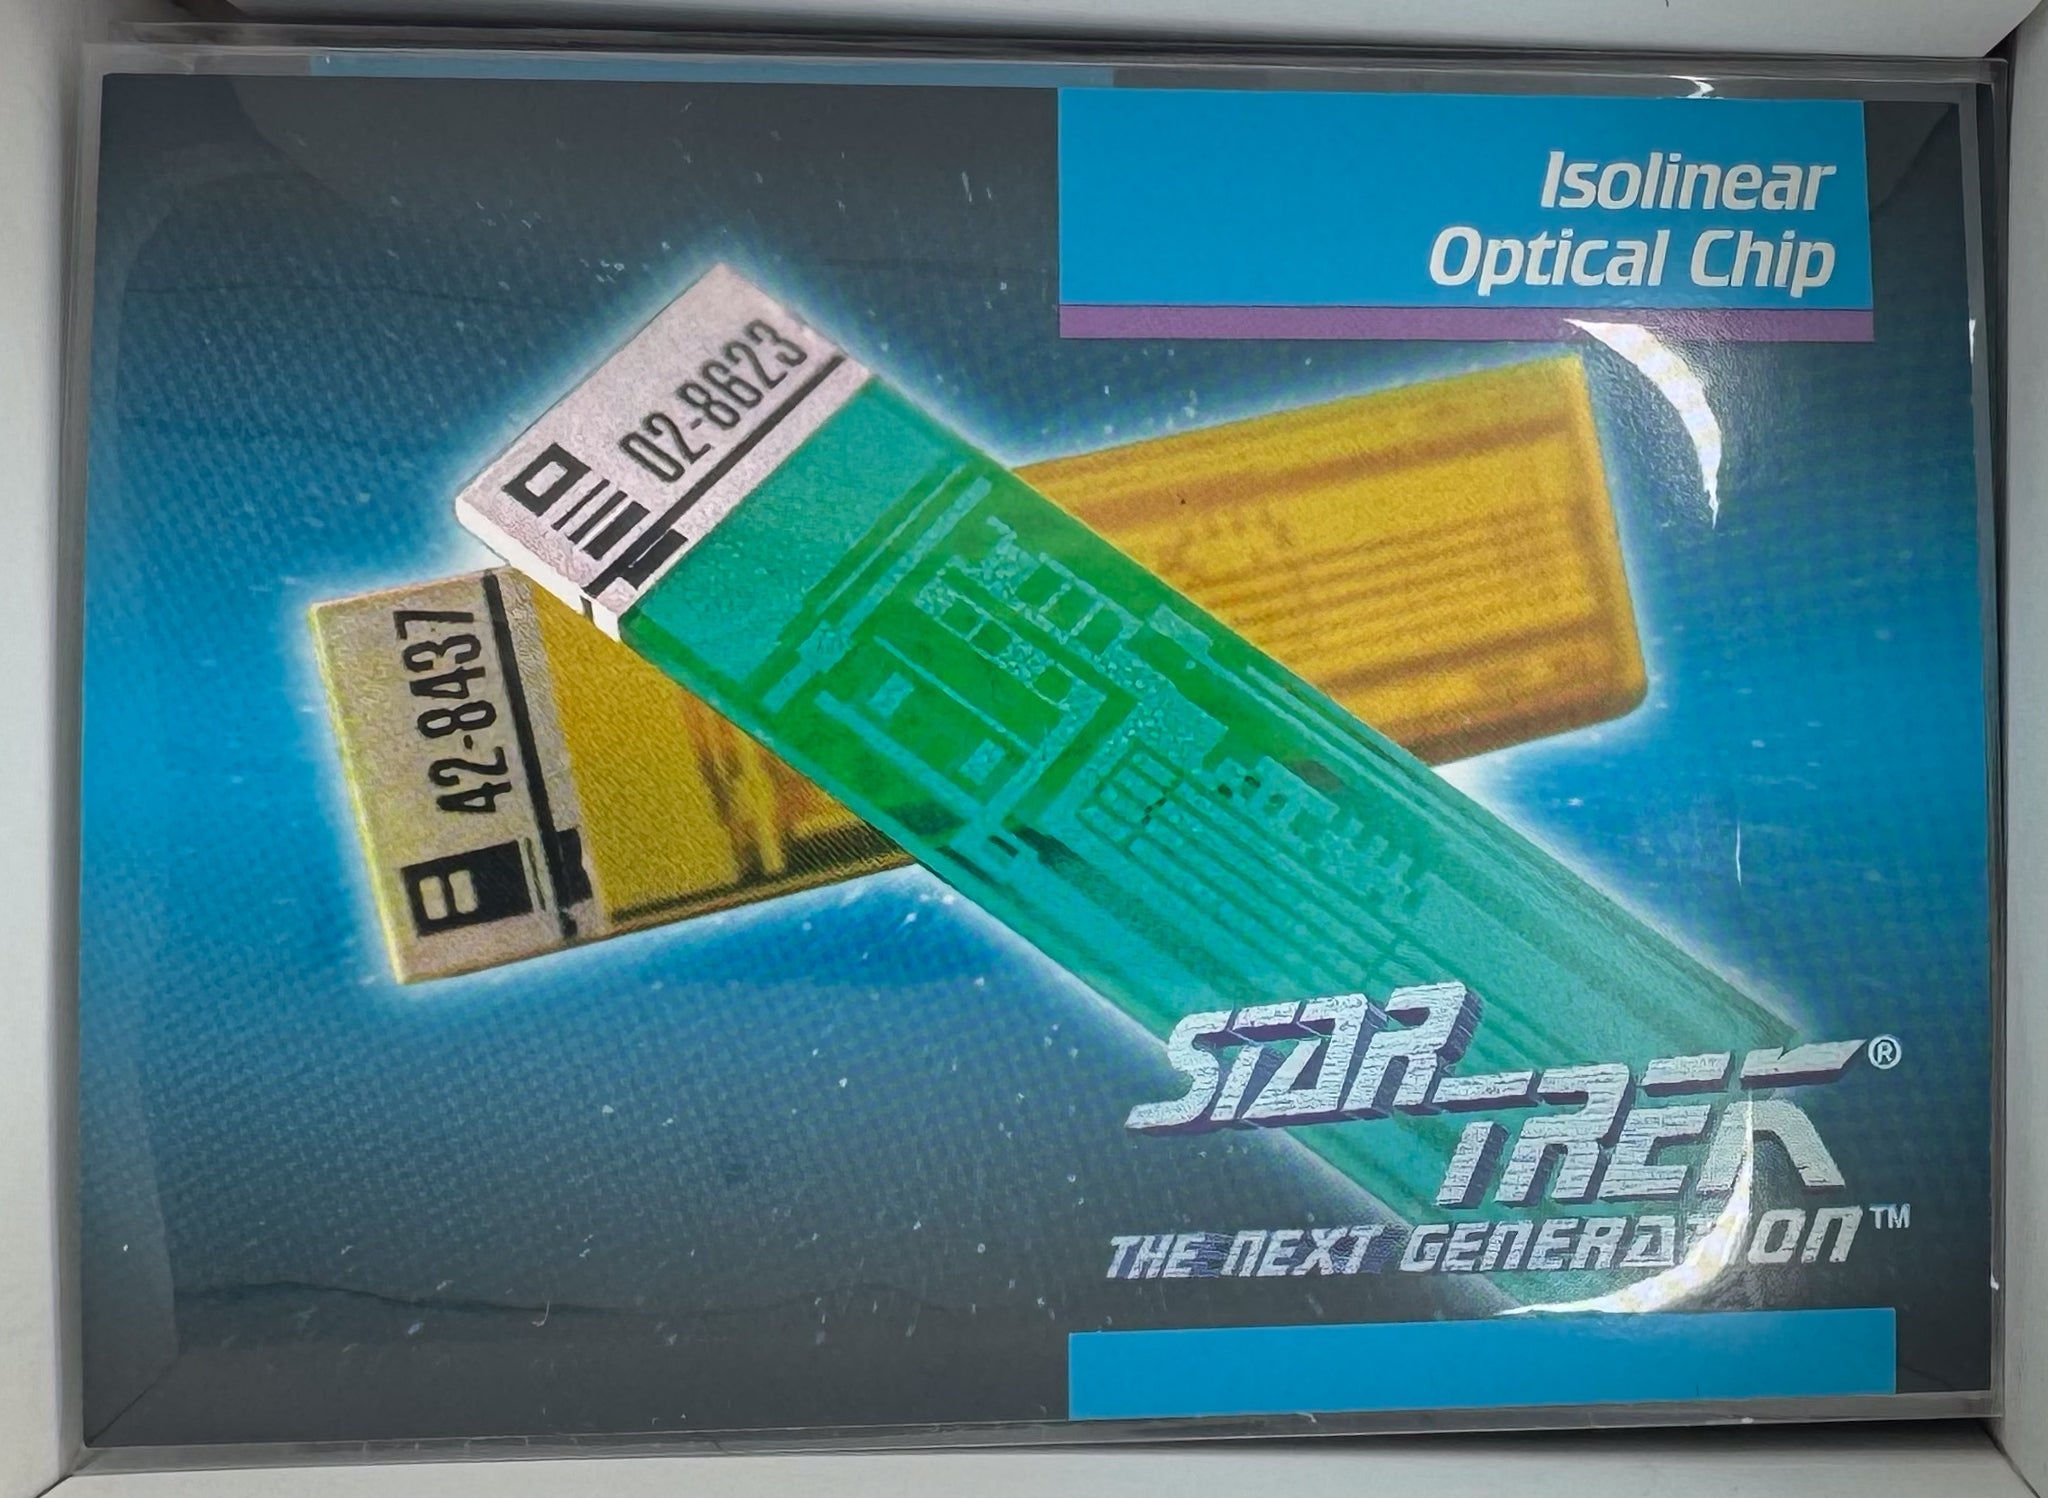 Isolinear
Optical Chip
02-8623
42-8437
STAR
TREK®
THE NEXT GENERATION™